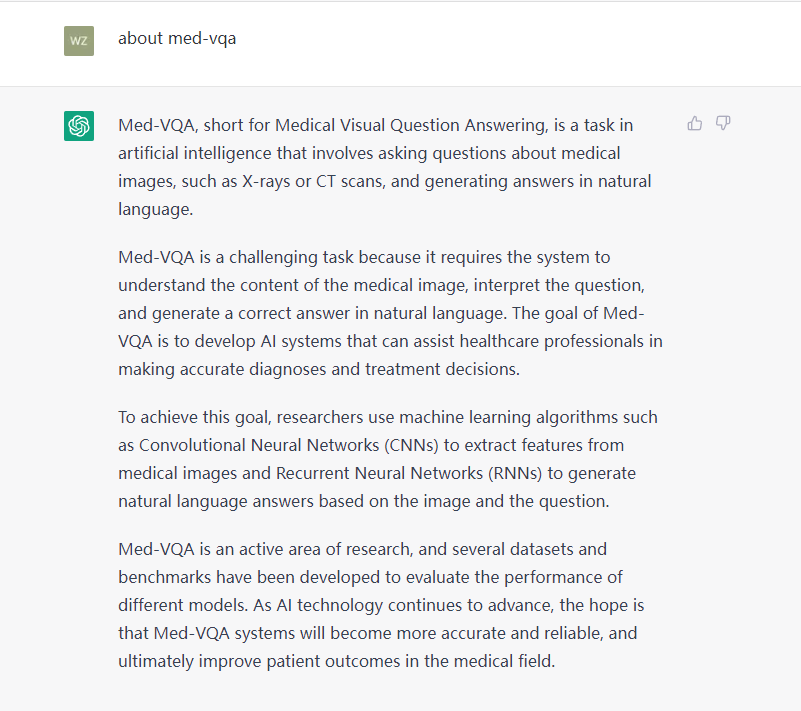 WZ
about med-vqa
Med-VQA, short for Medical Visual Question Answering, is a task in
artificial intelligence that involves asking questions about medical
images, such as X-rays or CT scans, and generating answers in natural
language.
Med-VQA is a challenging task because it requires the system to
understand the content of the medical image, interpret the question,
and generate a correct answer in natural language. The goal of Med-
VQA is to develop AI systems that can assist healthcare professionals in
making accurate diagnoses and treatment decisions.
To achieve this goal, researchers use machine learning algorithms such
as Convolutional Neural Networks (CNNs) to extract features from
medical images and Recurrent Neural Networks (RNNs) to generate
natural language answers based on the image and the question.
Med-VQA is an active area of research, and several datasets and
benchmarks have been developed to evaluate the performance of
different models. As AI technology continues to advance, the hope is
that Med-VQA systems will become more accurate and reliable, and
ultimately improve patient outcomes in the medical field.